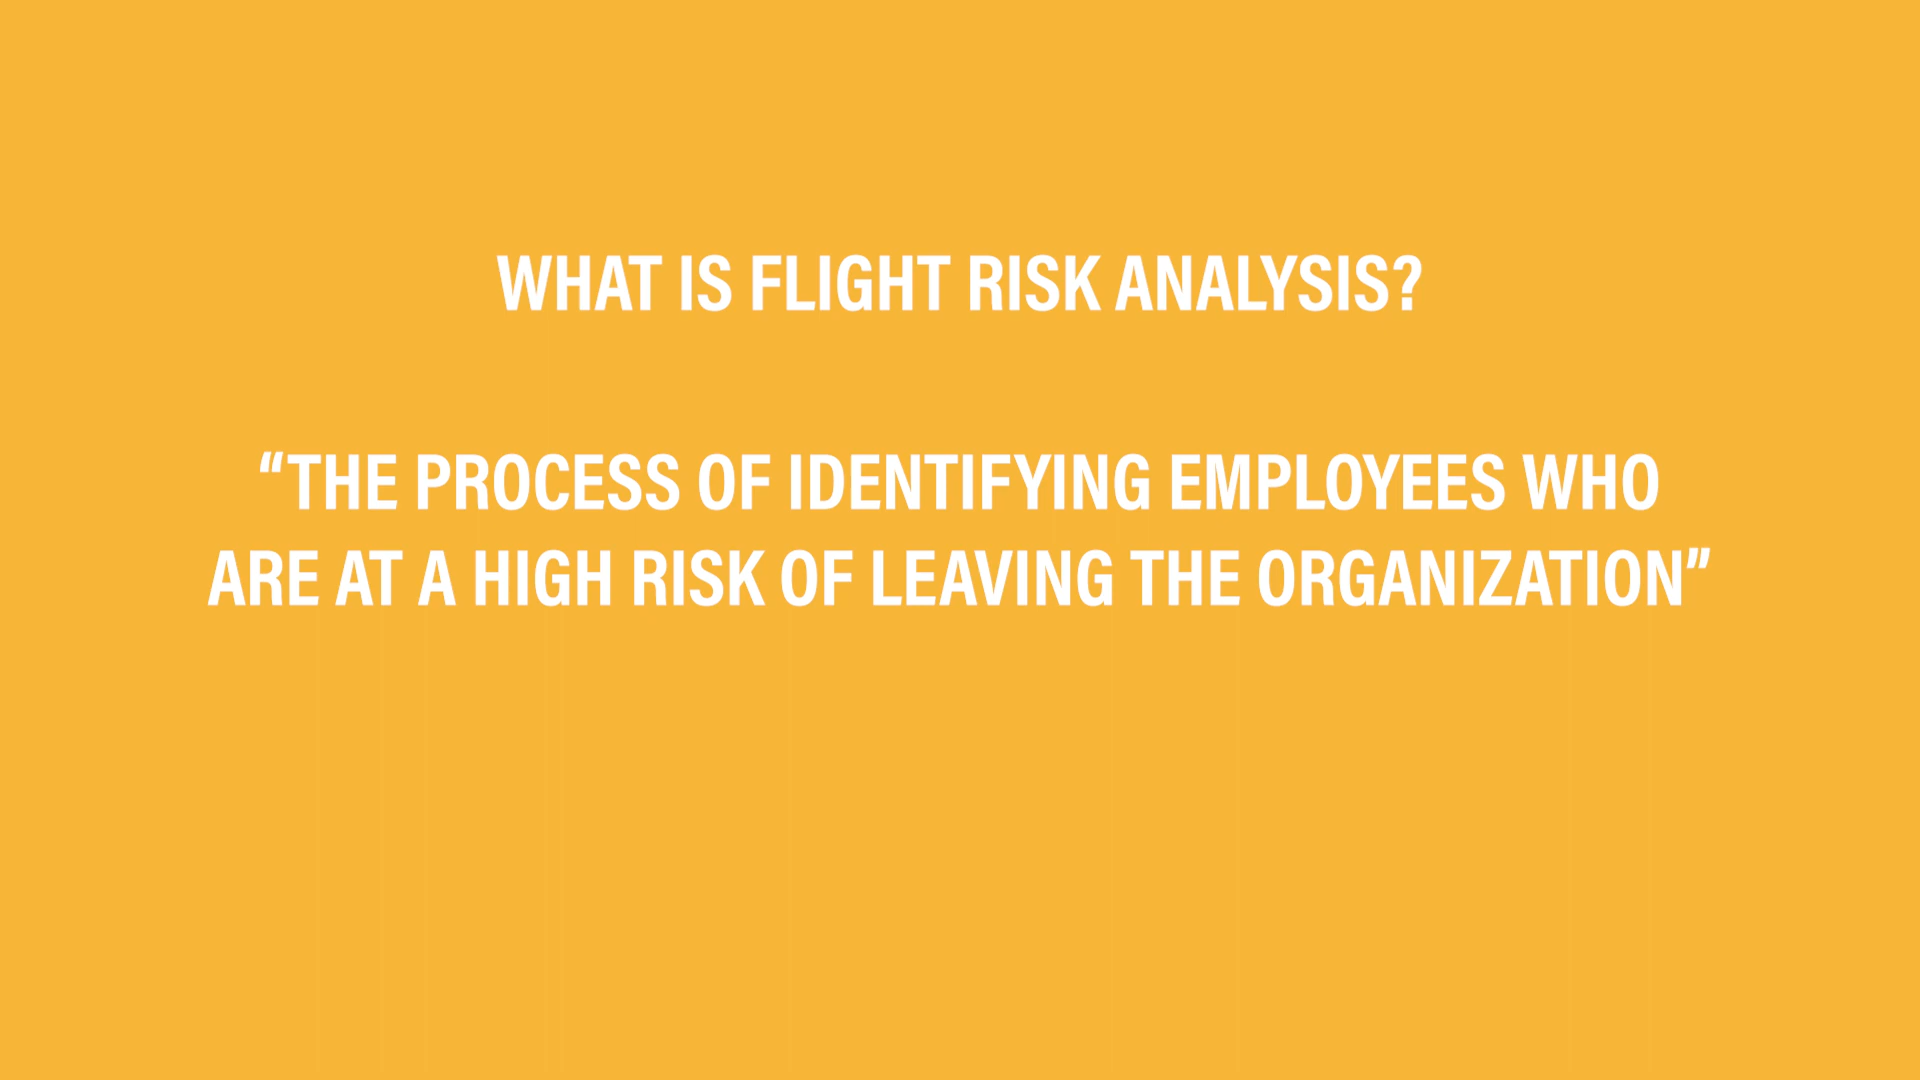 WHAT IS FLIGHT RISK ANALYSIS?
“THE PROCESS OF IDENTIFYING EMPLOYEES WHO
ARE AT A HIGH RISK OF LEAVING THE ORGANIZATION”